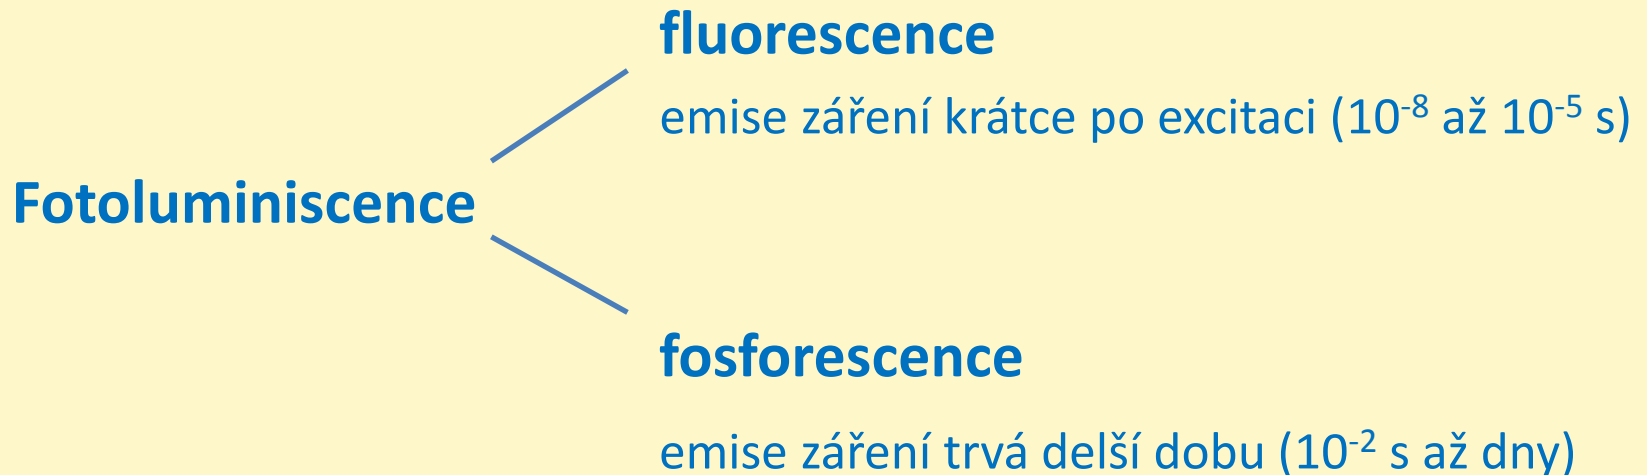 fluorescence
emise záření krátce po excitaci (10⁻⁸ až 10⁻⁵ s)
Fotoluminiscence
fosforescence
emise záření trvá delší dobu (10⁻² s až dny)